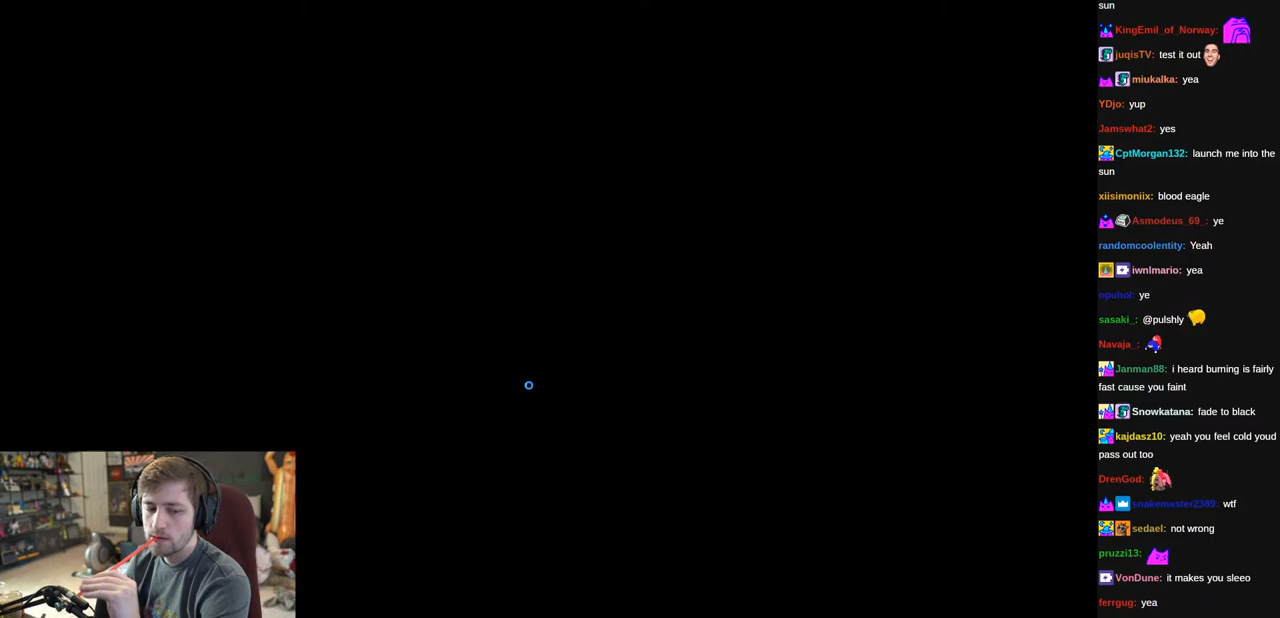 sun
KingEmil_of_Norway:
juqisTV: test it out
miukalka: yea
YDjo: yup
Jamswhat2: yes
CptMorgan132: launch me into the
sun
xiisimoniix: blood eagle
Asmodeus_69_: ye
randomcoolentity: Yeah
iwnlmario: yea
opuhol: ye
sasaki_: @pulshly
Navaja_:
Janman88: i heard burning is fairly
fast cause you faint
Snowkatana: fade to black
kajdasz10: yeah you feel cold youd
pass out too
DrenGod:
snakemaster2389: wtf
sedael: not wrong
pruzzi13:
VonDune: it makes you sleeo
ferrgug: yea